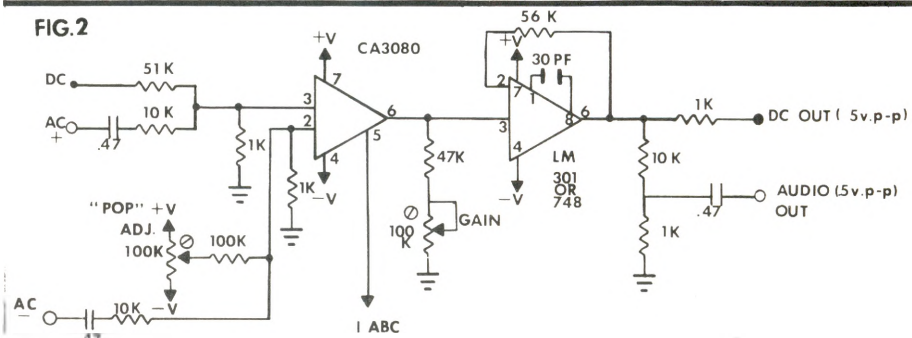 FIG.2
DC
51K
AC
+
.47
10 K
1K
"POP" +V
ADJ.
100K
100K
-V
AC
-
10K
+V
CA3080
7
3
2
6
5
4
-V
1K
I ABC
47K
GAIN
100
K
56 K
+V
30 PF
2
7
1
8
6
3
4
-V
LM
301
OR
748
1K
DC OUT ( 5v.p-p)
10 K
.47
AUDIO (.5v.p-p)
OUT
1K